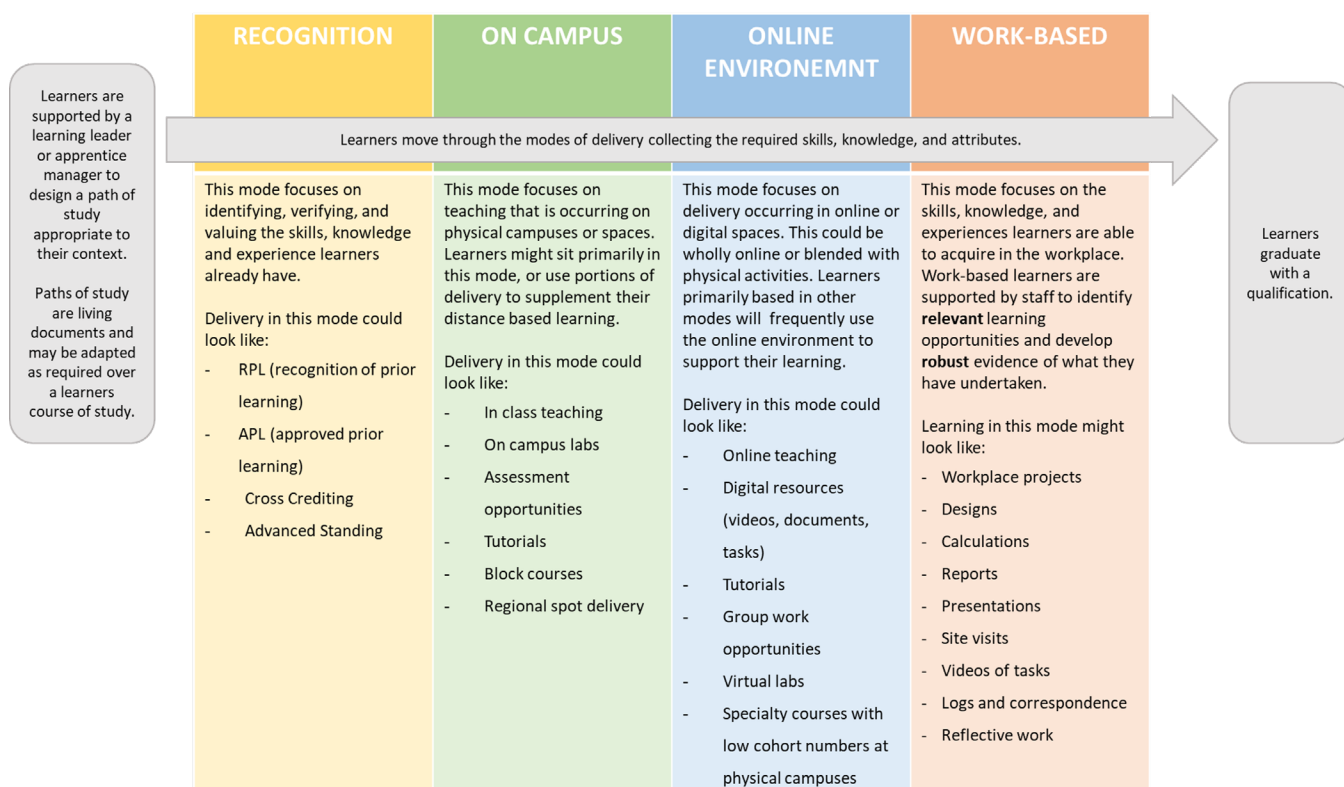 RECOGNITION
ON CAMPUS
ONLINE
ENVIRONEMNT
WORK-BASED
Learners are
supported by a
learning leader
or apprentice
manager to
design a path of
study
appropriate to
their context.
Paths of study
are living
documents and
may be adapted
as required over
a learners
course of study.
Learners move through the modes of delivery collecting the required skills, knowledge, and attributes.
This mode focuses on
identifying, verifying, and
valuing the skills, knowledge
and experience learners
already have.
Delivery in this mode could
look like:
- RPL (recognition of prior
learning)
- APL (approved prior
learning)
- Cross Crediting
- Advanced Standing
This mode focuses on
teaching that is occurring on
physical campuses or spaces.
Learners might sit primarily in
this mode, or use portions of
delivery to supplement their
distance based learning.
Delivery in this mode could
look like:
- In class teaching
- On campus labs
- Assessment
opportunities
- Tutorials
- Block courses
- Regional spot delivery
This mode focuses on
delivery occurring in online or
digital spaces. This could be
wholly online or blended with
physical activities. Learners
primarily based in other
modes will frequently use
the online environment to
support their learning.
Delivery in this mode could
look like:
- Online teaching
- Digital resources
(videos, documents,
tasks)
- Tutorials
- Group work
opportunities
- Virtual labs
- Specialty courses with
low cohort numbers at
physical campuses
This mode focuses on the
skills, knowledge, and
experiences learners are able
to acquire in the workplace.
Work-based learners are
supported by staff to identify
relevant learning
opportunities and develop
robust evidence of what they
have undertaken.
Learning in this mode might
look like:
- Workplace projects
- Designs
- Calculations
- Reports
- Presentations
- Site visits
- Videos of tasks
- Logs and correspondence
- Reflective work
Learners
graduate
with a
qualification.